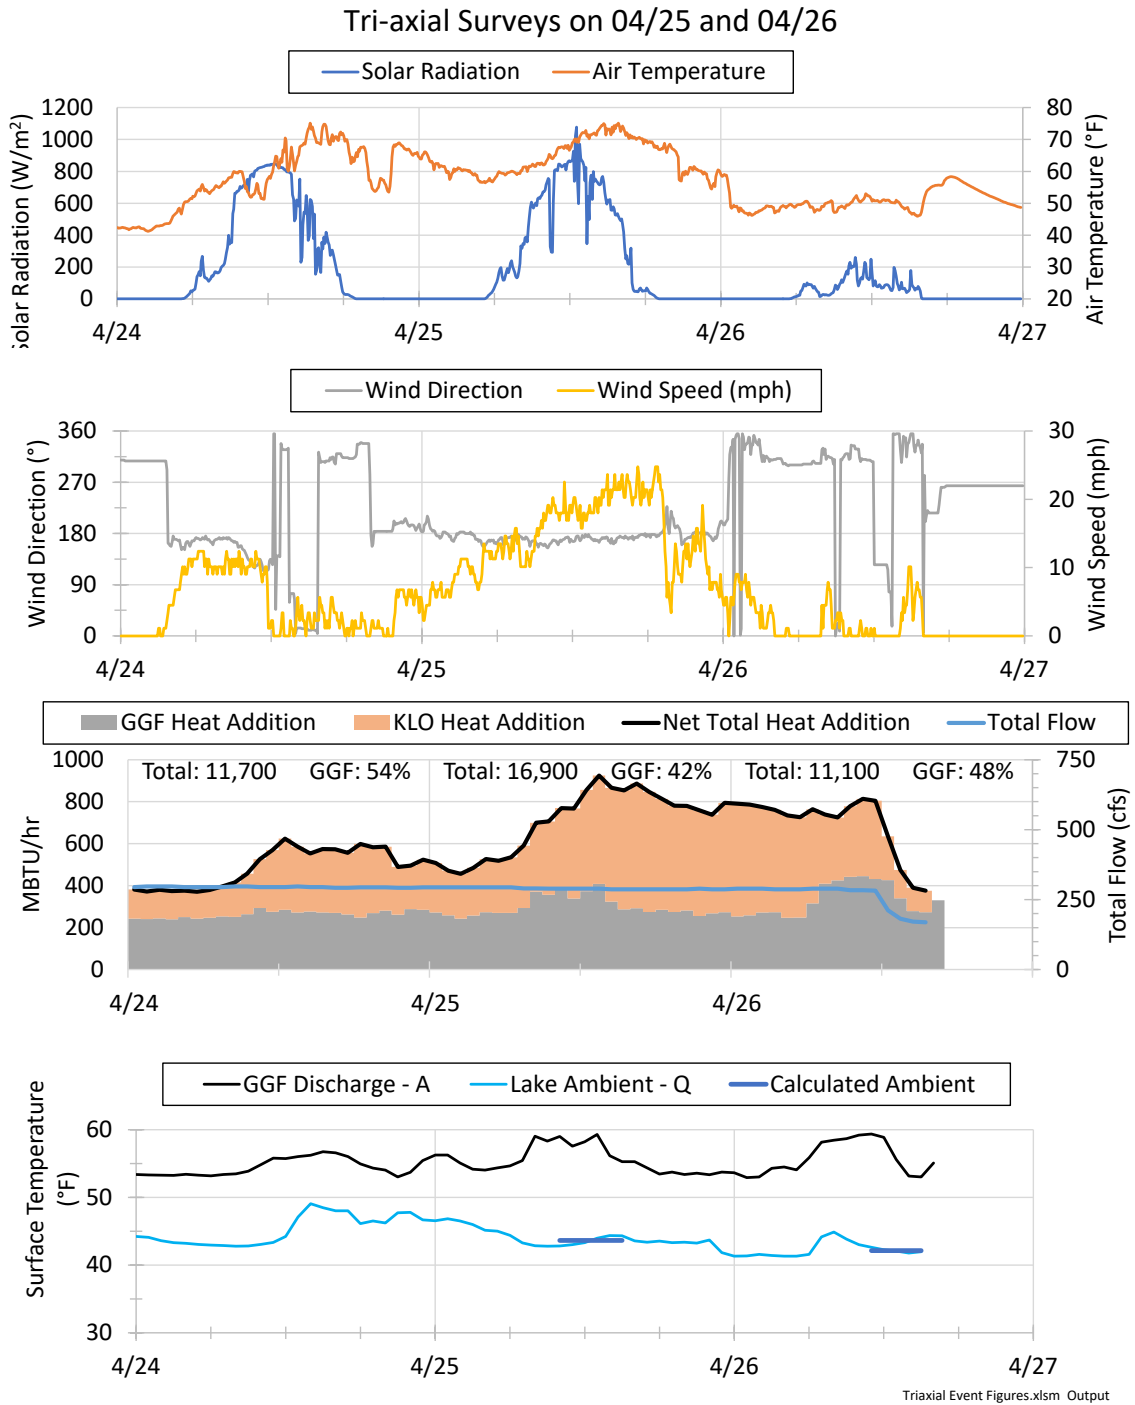 Tri-axial Surveys on 04/25 and 04/26
Solar Radiation Air Temperature
Solar Radiation (W/m²)
1200
1000
800
600
400
200
0
80
70
60
50
40
30
20
Air Temperature (°F)
4/24 4/25 4/26 4/27
Wind Direction Wind Speed (mph)
Wind Direction (°)
360
270
180
90
0
30
20
10
0
Wind Speed (mph)
4/24 4/25 4/26 4/27
GGF Heat Addition KLO Heat Addition Net Total Heat Addition Total Flow
MBTU/hr
1000
800
600
400
200
0
Total: 11,700 GGF: 54% Total: 16,900 GGF: 42% Total: 11,100 GGF: 48%
750
500
250
0
Total Flow (cfs)
4/24 4/25 4/26
GGF Discharge - A Lake Ambient - Q Calculated Ambient
Surface Temperature
(°F)
60
50
40
30
4/24 4/25 4/26 4/27
Triaxial Event Figures.xlsm Output